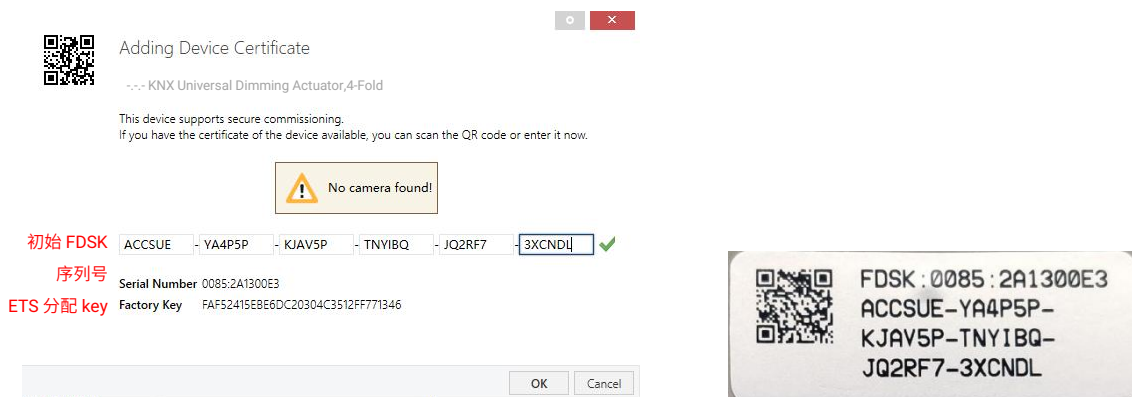 Adding Device Certificate
-.-.- KNX Universal Dimming Actuator,4-Fold
This device supports secure commissioning.
If you have the certificate of the device available, you can scan the QR code or enter it now.
No camera found!
初始 FDSK ACCSUE - YA4P5P - KJAV5P - TNYIBQ - JQ2RF7 - 3XCNDL
序列号 Serial Number 0085:2A1300E3
ETS 分配 key Factory Key FAF52415EBE6DC20304C3512FF771346
OK Cancel
FDSK:0085:2A1300E3
ACCSUE-YA4P5P-
KJAV5P-TNYIBQ-
JQ2RF7-3XCNDL